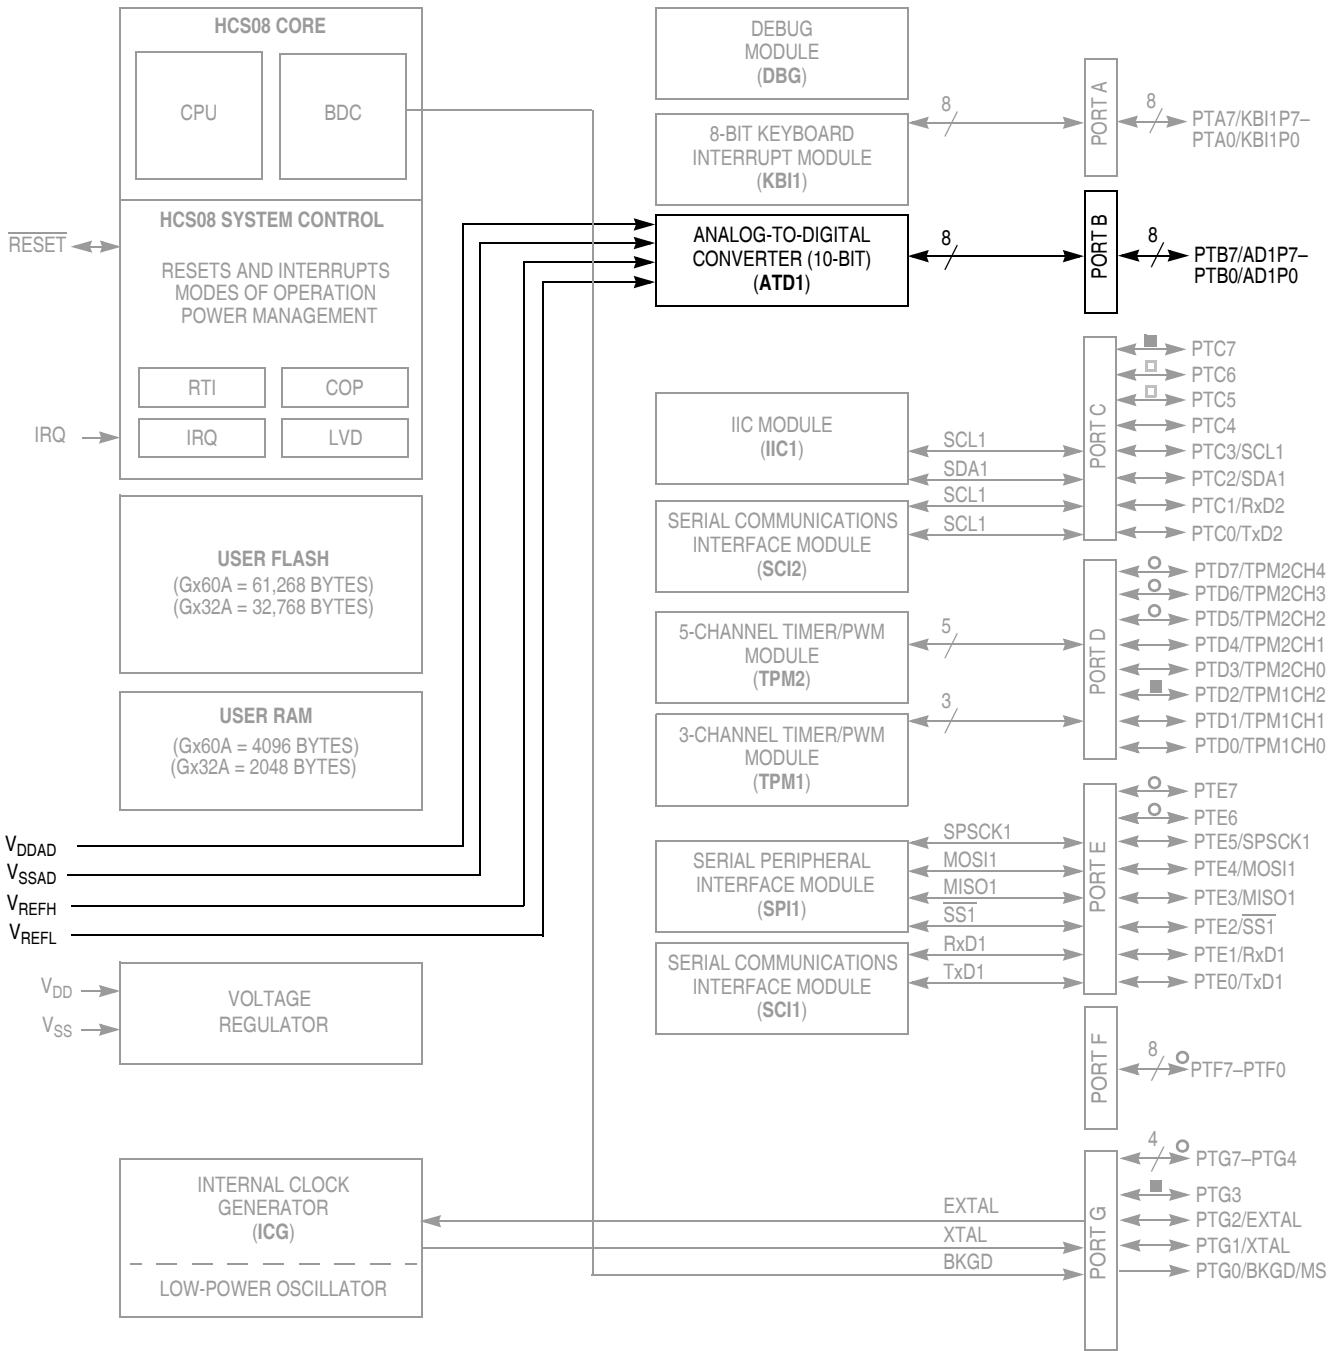 HCS08 CORE
CPU
BDC
HCS08 SYSTEM CONTROL
RESET
RESETS AND INTERRUPTS
MODES OF OPERATION
POWER MANAGEMENT
RTI
COP
IRQ
IRQ
LVD
USER FLASH
(Gx60A = 61,268 BYTES)
(Gx32A = 32,768 BYTES)
USER RAM
(Gx60A = 4096 BYTES)
(Gx32A = 2048 BYTES)
VDDAD
VSSAD
VREFH
VREFL
VDD
VSS
VOLTAGE
REGULATOR
INTERNAL CLOCK
GENERATOR
(ICG)
LOW-POWER OSCILLATOR
DEBUG
MODULE
(DBG)
8-BIT KEYBOARD
INTERRUPT MODULE
(KBI1)
8
PORT A
8
PTA7/KBI1P7–
PTA0/KBI1P0
ANALOG-TO-DIGITAL
CONVERTER (10-BIT)
(ATD1)
8
PORT B
8
PTB7/AD1P7–
PTB0/AD1P0
IIC MODULE
(IIC1)
SCL1
SDA1
SERIAL COMMUNICATIONS
INTERFACE MODULE
(SCI2)
SCL1
SCL1
PORT C
PTC7
PTC6
PTC5
PTC4
PTC3/SCL1
PTC2/SDA1
PTC1/RxD2
PTC0/TxD2
5-CHANNEL TIMER/PWM
MODULE
(TPM2)
5
3-CHANNEL TIMER/PWM
MODULE
(TPM1)
3
PORT D
PTD7/TPM2CH4
PTD6/TPM2CH3
PTD5/TPM2CH2
PTD4/TPM2CH1
PTD3/TPM2CH0
PTD2/TPM1CH2
PTD1/TPM1CH1
PTD0/TPM1CH0
SERIAL PERIPHERAL
INTERFACE MODULE
(SPI1)
SPSCK1
MOSI1
MISO1
SS1
SERIAL COMMUNICATIONS
INTERFACE MODULE
(SCI1)
RxD1
TxD1
PORT E
PTE7
PTE6
PTE5/SPSCK1
PTE4/MOSI1
PTE3/MISO1
PTE2/SS1
PTE1/RxD1
PTE0/TxD1
PORT F
8
PTF7–PTF0
EXTAL
XTAL
BKGD
PORT G
4
PTG7–PTG4
PTG3
PTG2/EXTAL
PTG1/XTAL
PTG0/BKGD/MS